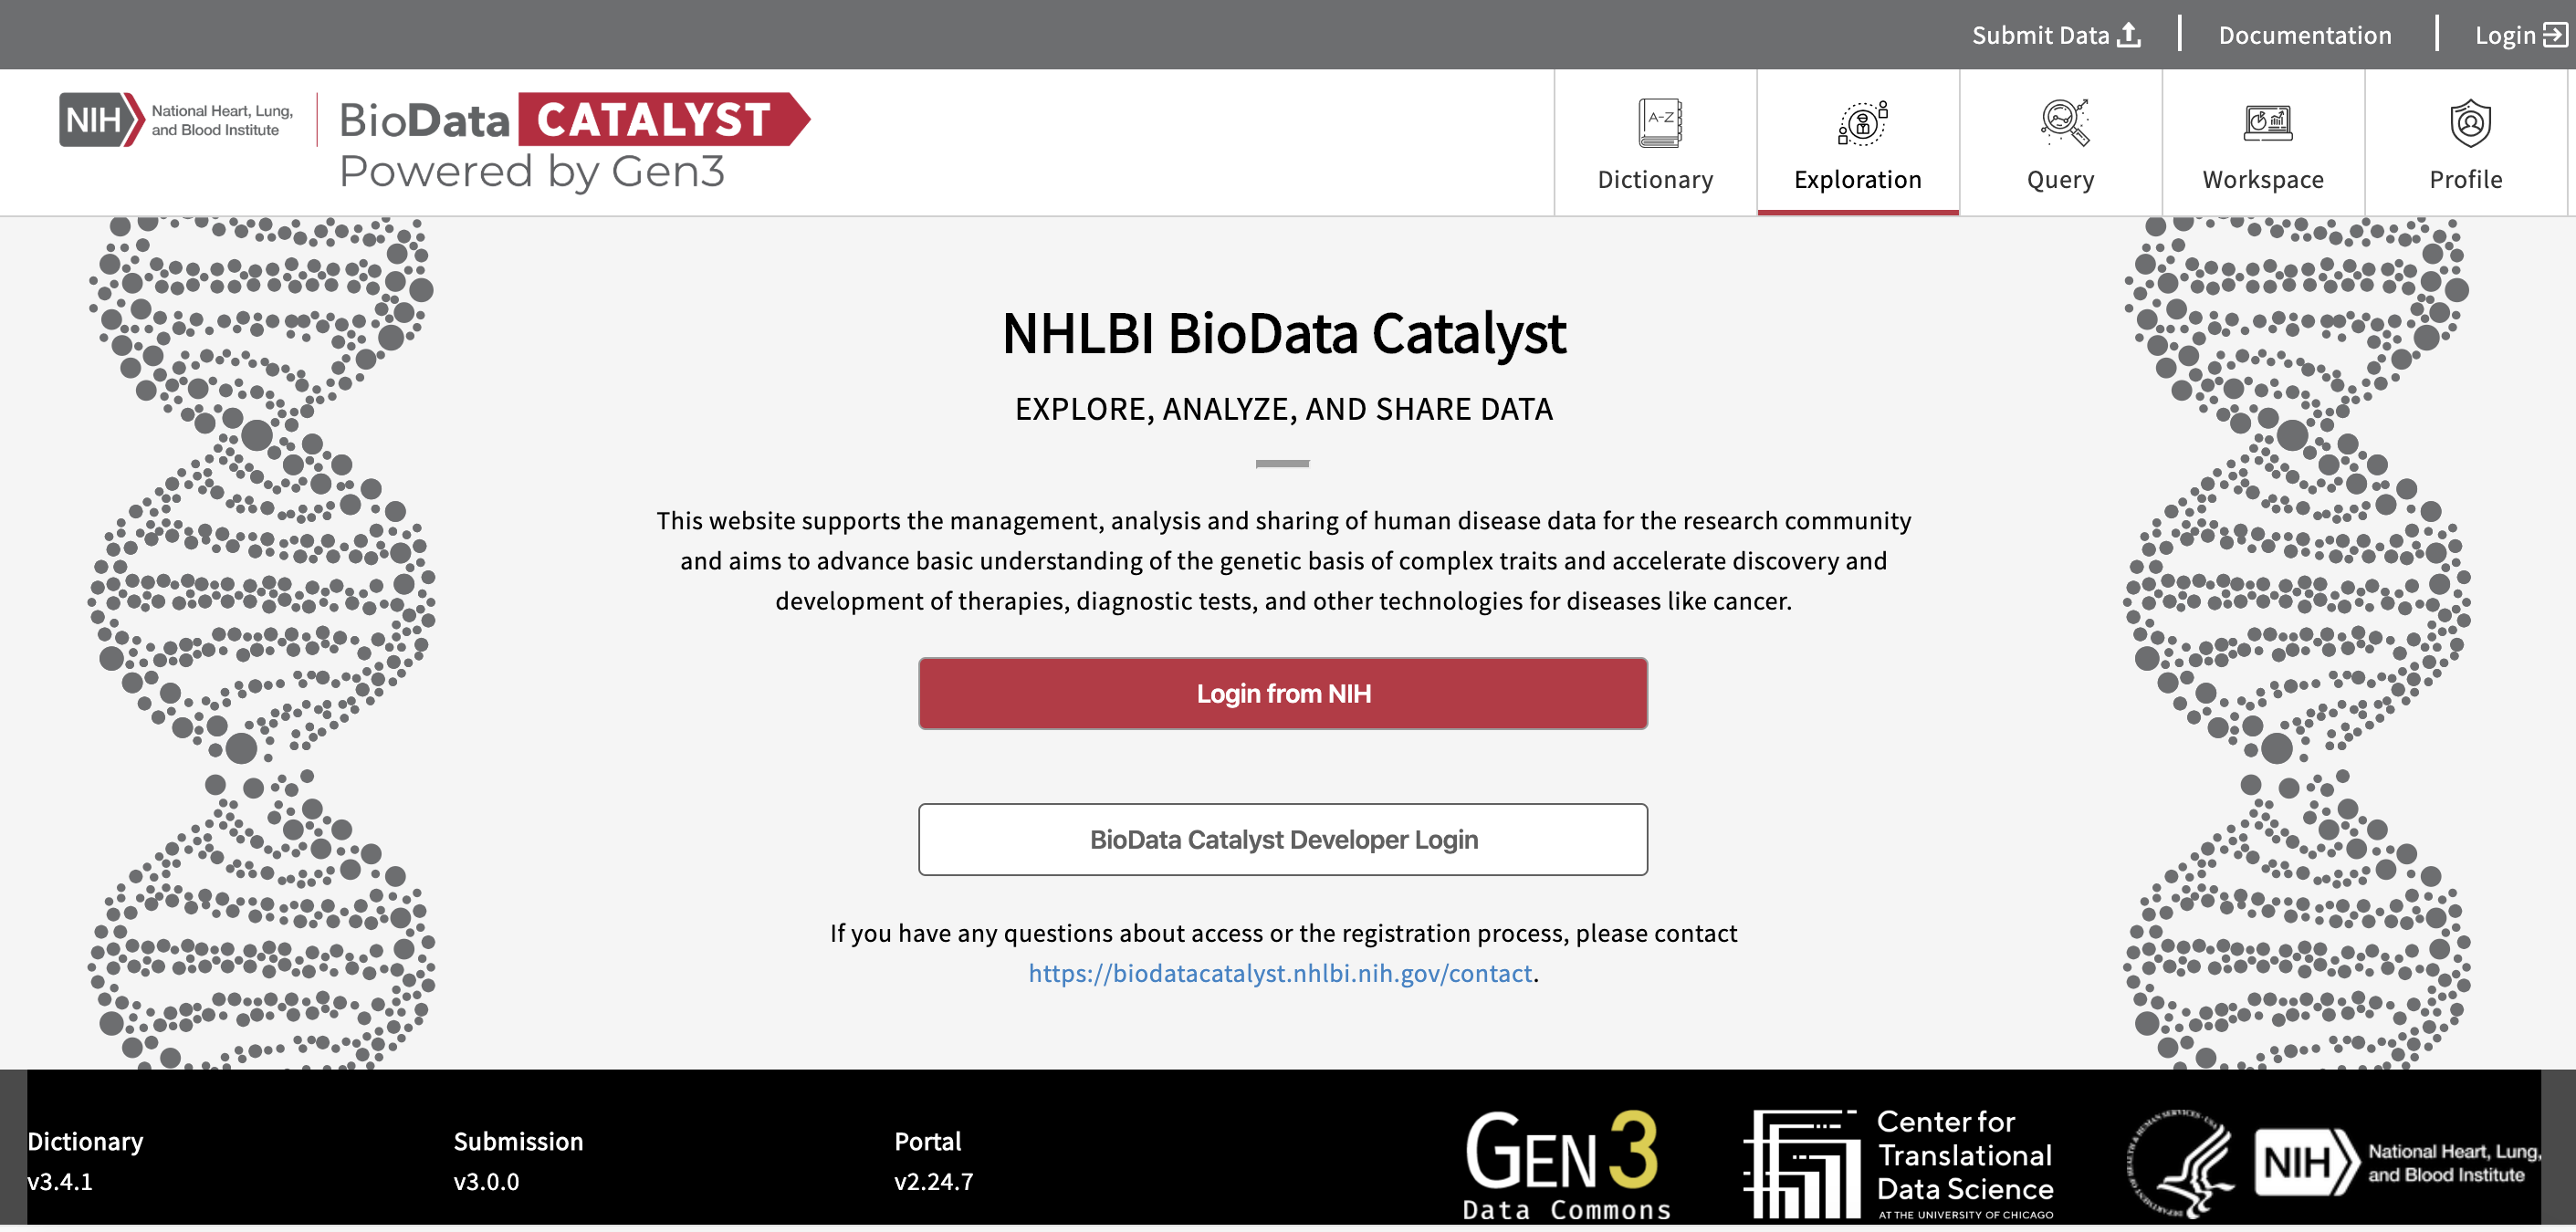 Submit Data
Documentation
Login
NIH
National Heart, Lung,
and Blood Institute
BioData CATALYST
Powered by Gen3
A-Z
Dictionary
Exploration
Query
Workspace
Profile
NHLBI BioData Catalyst
EXPLORE, ANALYZE, AND SHARE DATA
This website supports the management, analysis and sharing of human disease data for the research community
and aims to advance basic understanding of the genetic basis of complex traits and accelerate discovery and
development of therapies, diagnostic tests, and other technologies for diseases like cancer.
Login from NIH
BioData Catalyst Developer Login
If you have any questions about access or the registration process, please contact
https://biodatacatalyst.nhlbi.nih.gov/contact.
Dictionary
v3.4.1
Submission
v3.0.0
Portal
v2.24.7
GEN3
Data Commons
Center for
Translational
Data Science
AT THE UNIVERSITY OF CHICAGO
DEPARTMENT OF HEALTH & HUMAN SERVICES · USA
NIH
National Heart, Lung,
and Blood Institute